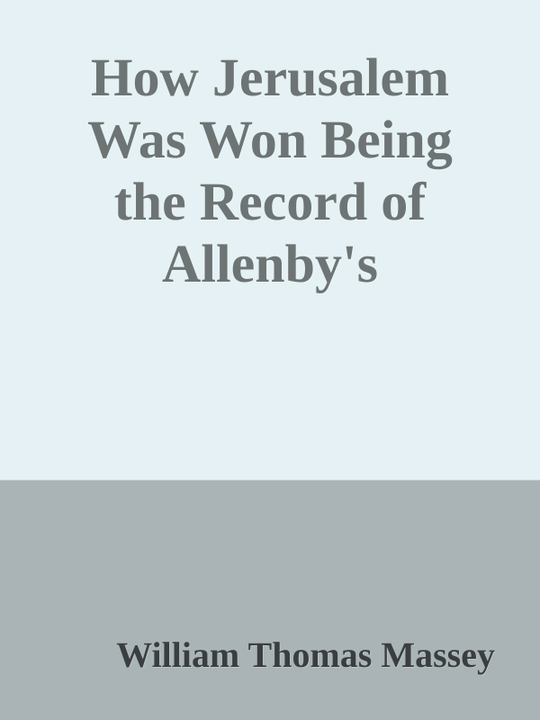 How Jerusalem
Was Won Being
the Record of
Allenby's
William Thomas Massey